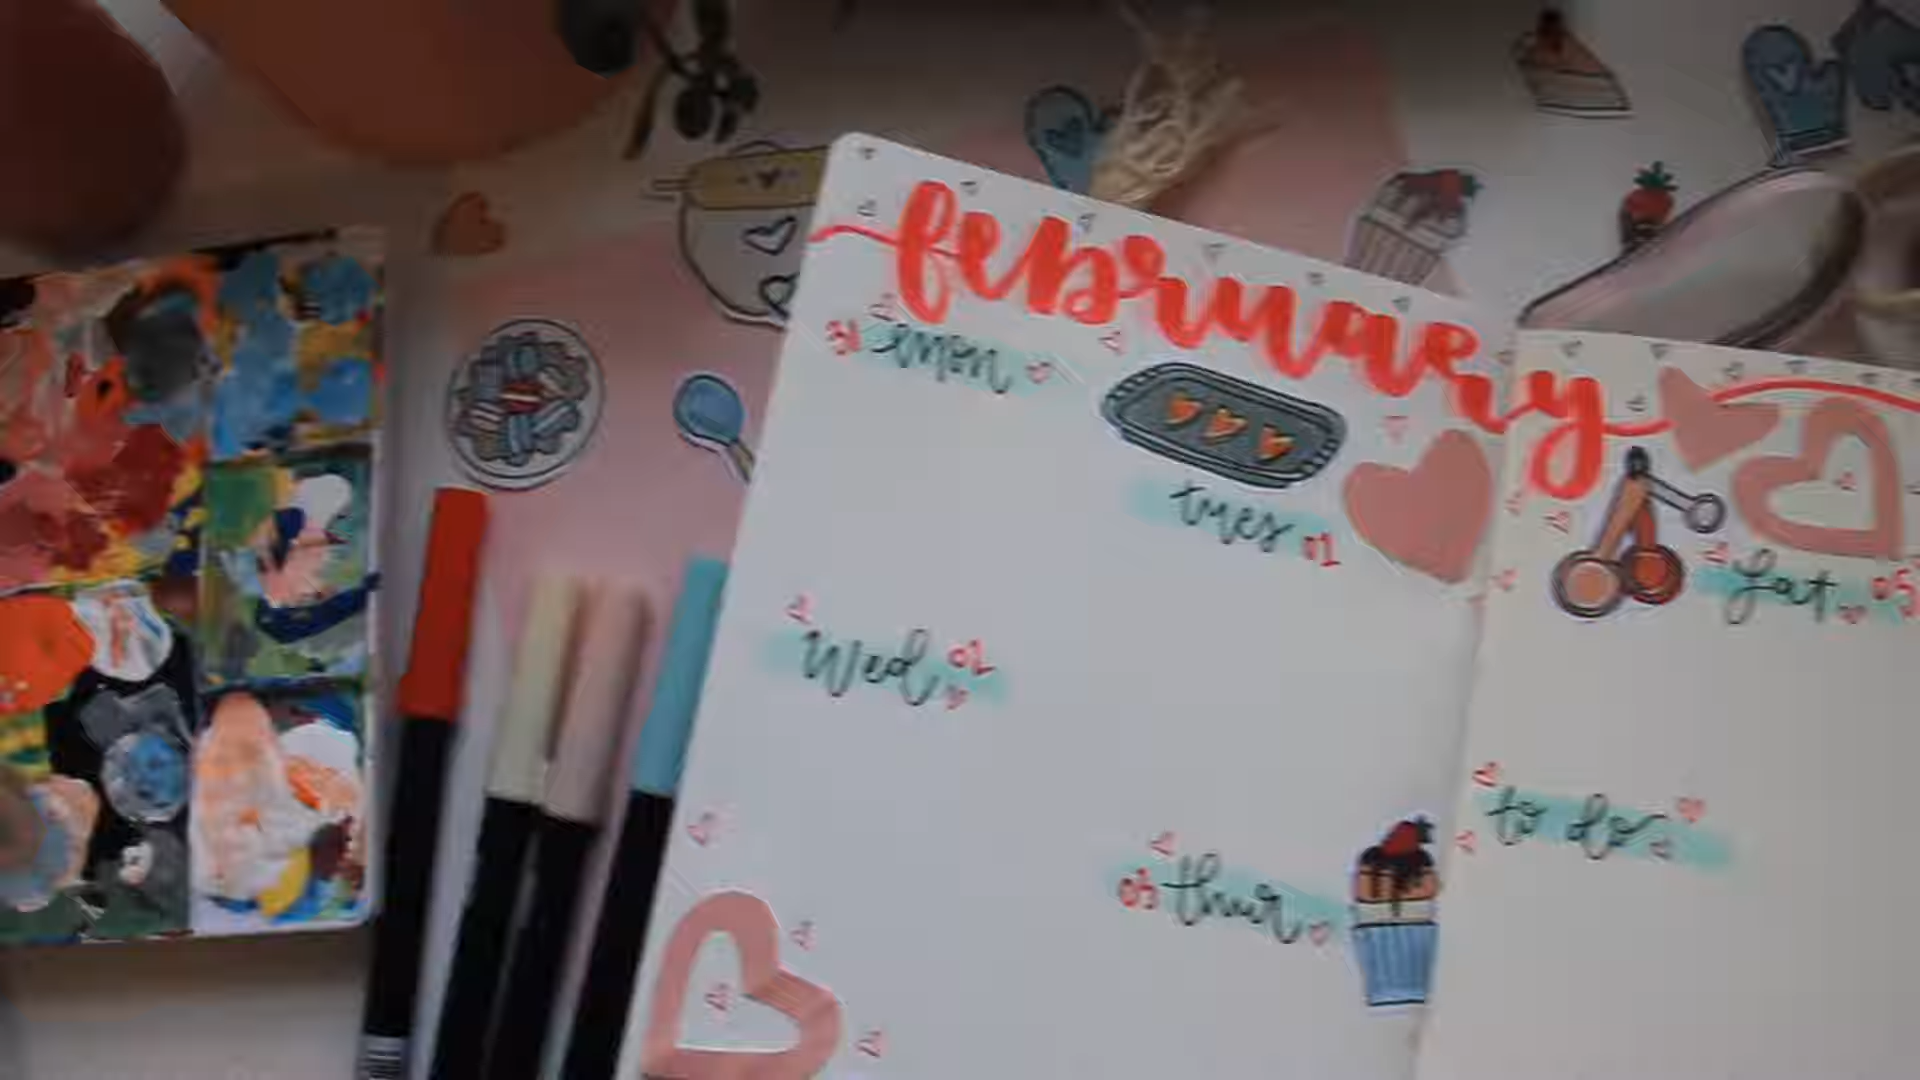 february
31 mon
tues 01
wed 02
03 thur
sat 05
to do